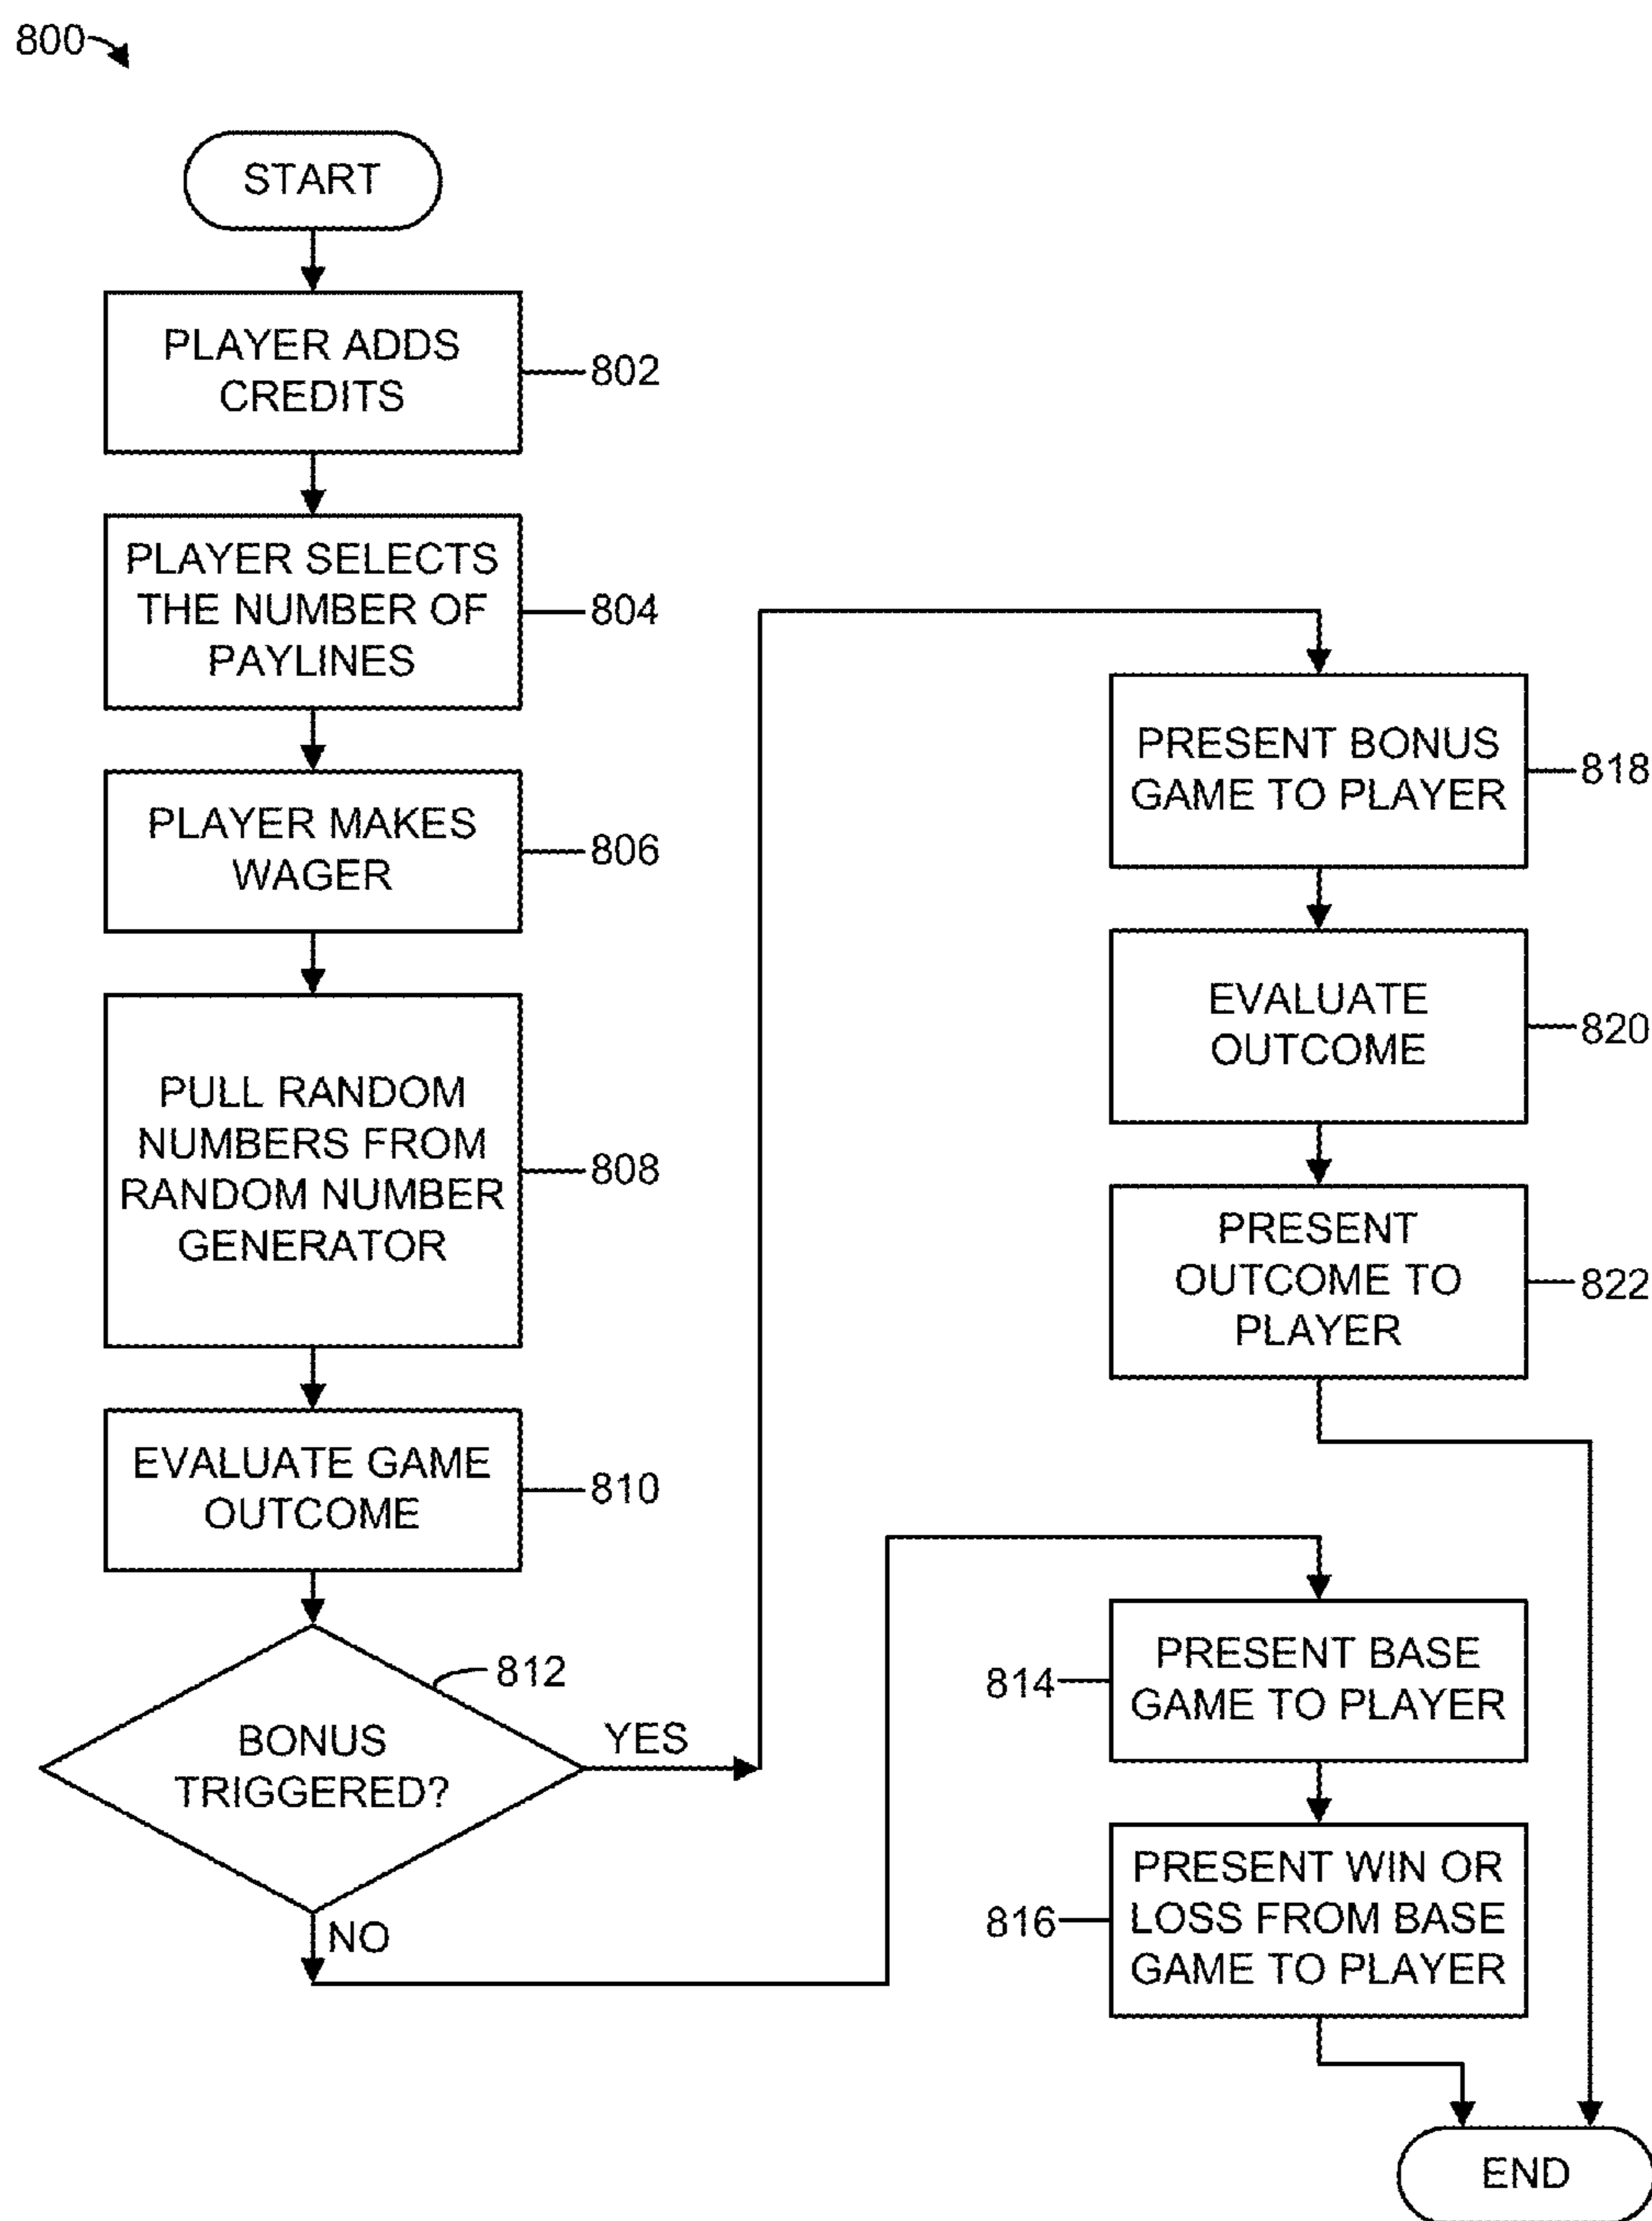 800
START
PLAYER ADDS
CREDITS
802
PLAYER SELECTS
THE NUMBER OF
PAYLINES
804
PLAYER MAKES
WAGER
806
PULL RANDOM
NUMBERS FROM
RANDOM NUMBER
GENERATOR
808
EVALUATE GAME
OUTCOME
810
812
BONUS
TRIGGERED?
YES
NO
PRESENT BONUS
GAME TO PLAYER
818
EVALUATE
OUTCOME
820
PRESENT
OUTCOME TO
PLAYER
822
814
PRESENT BASE
GAME TO PLAYER
816
PRESENT WIN OR
LOSS FROM BASE
GAME TO PLAYER
END